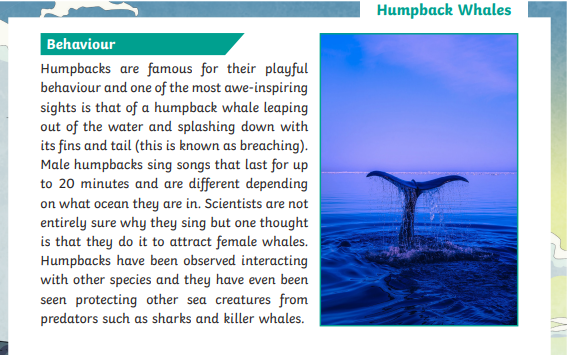 Humpback Whales
Behaviour
Humpbacks are famous for their playful
behaviour and one of the most awe-inspiring
sights is that of a humpback whale leaping
out of the water and splashing down with
its fins and tail (this is known as breaching).
Male humpbacks sing songs that last for up
to 20 minutes and are different depending
on what ocean they are in. Scientists are not
entirely sure why they sing but one thought
is that they do it to attract female whales.
Humpbacks have been observed interacting
with other species and they have even been
seen protecting other sea creatures from
predators such as sharks and killer whales.